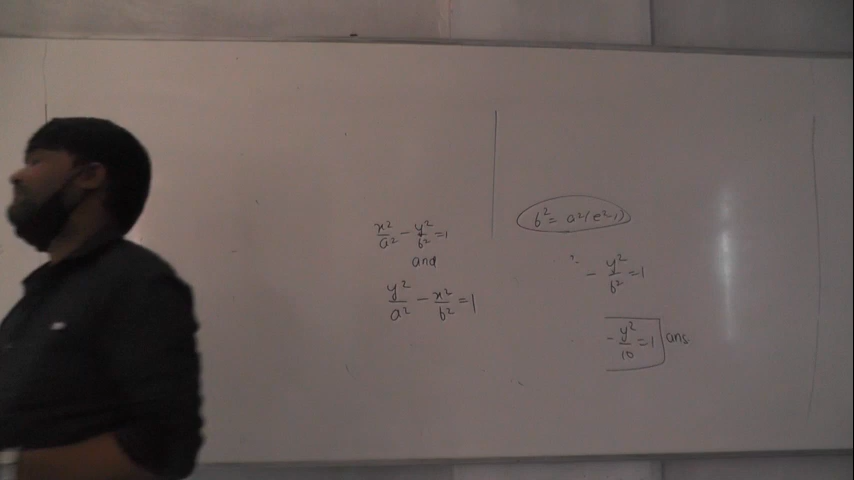 x²/a² - y²/b² = 1
and
y²/a² - x²/b² = 1
b² = a²(e²-1)
- y²/b² = 1
- y²/10 = 1 ans